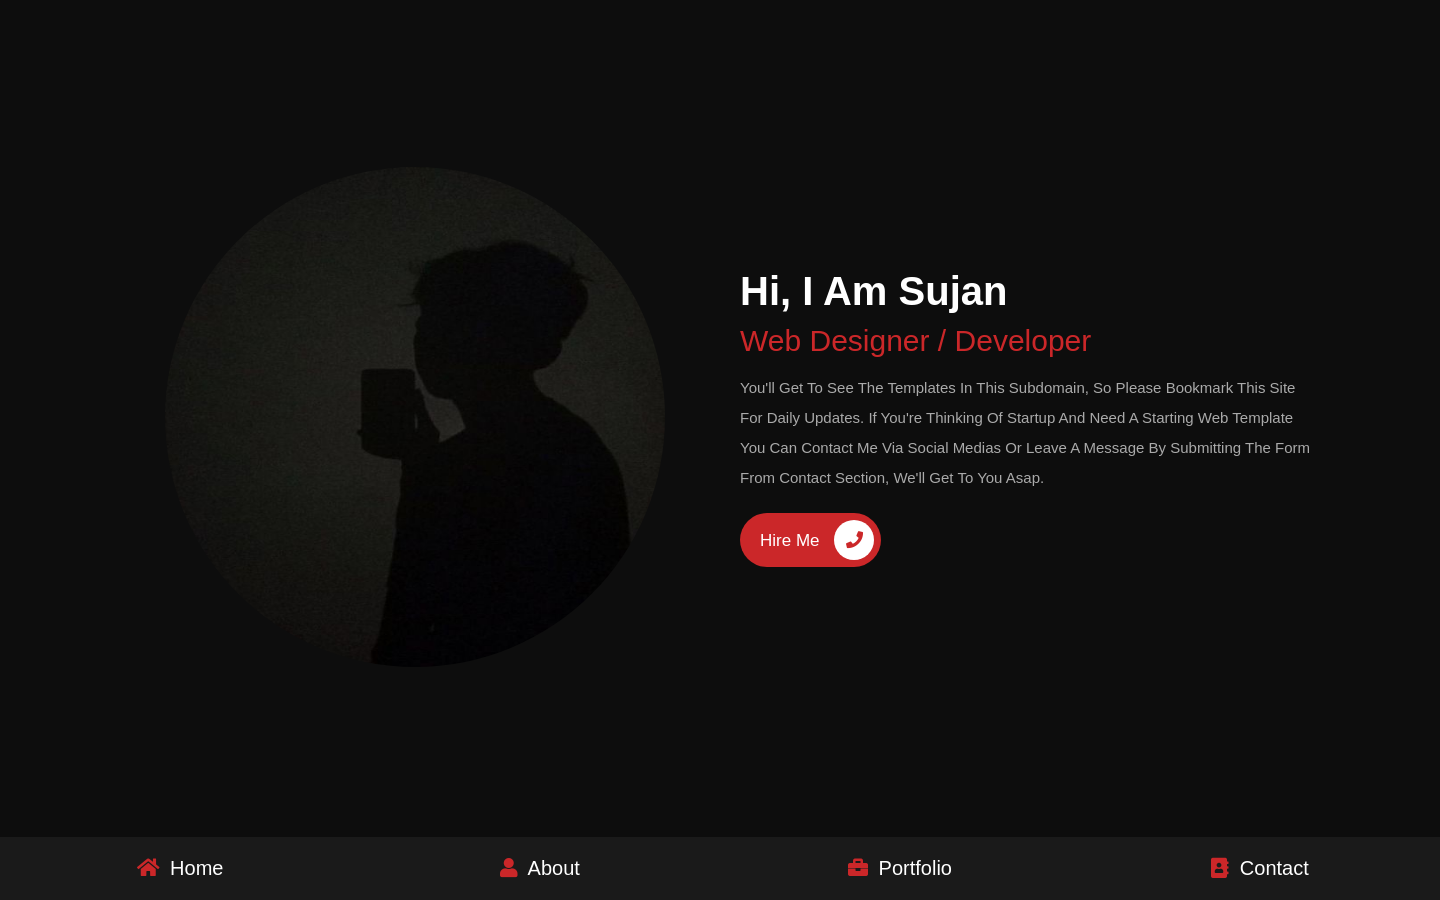 Hi, I Am Sujan
Web Designer / Developer
You'll Get To See The Templates In This Subdomain, So Please Bookmark This Site
For Daily Updates. If You're Thinking Of Startup And Need A Starting Web Template
You Can Contact Me Via Social Medias Or Leave A Message By Submitting The Form
From Contact Section, We'll Get To You Asap.
Hire Me
Home
About
Portfolio
Contact